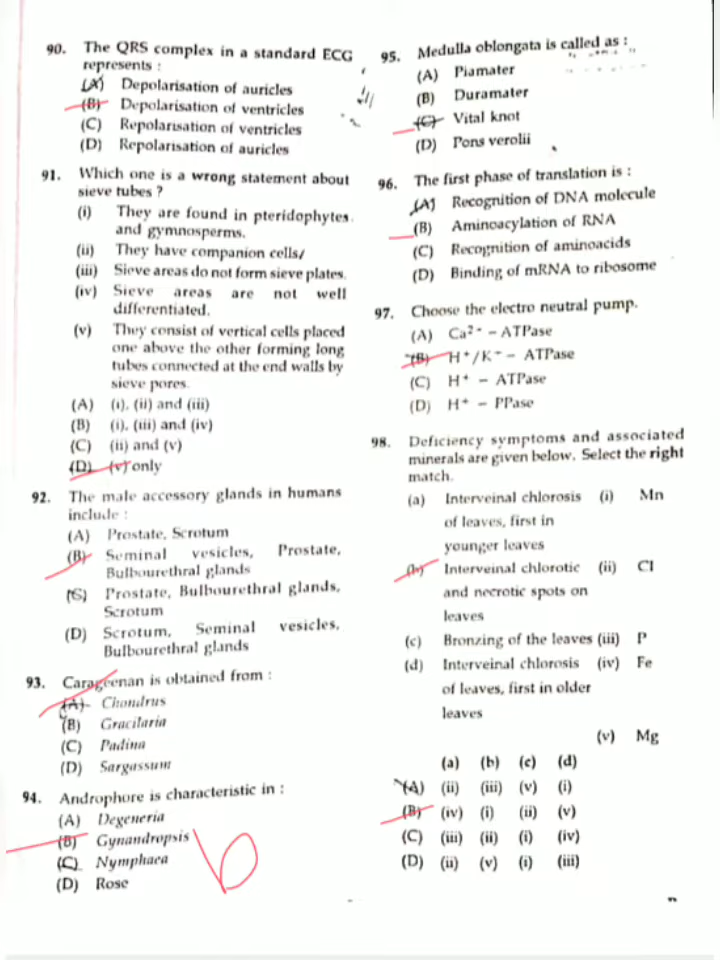 90. The QRS complex in a standard ECG
represents :
(A) Depolarisation of auricles
(B) Depolarisation of ventricles
(C) Repolarisation of ventricles
(D) Repolarisation of auricles
91. Which one is a wrong statement about
sieve tubes ?
(i) They are found in pteridophytes
and gymnosperms.
(ii) They have companion cells/
(iii) Sieve areas do not form sieve plates.
(iv) Sieve areas are not well
differentiated.
(v) They consist of vertical cells placed
one above the other forming long
tubes connected at the end walls by
sieve pores.
(A) (i), (ii) and (iii)
(B) (i), (iii) and (iv)
(C) (ii) and (v)
(D) (v) only
92. The male accessory glands in humans
include :
(A) Prostate, Scrotum
(B) Seminal vesicles, Prostate,
Bulbourethral glands
(C) Prostate, Bulbourethral glands,
Scrotum
(D) Scrotum, Seminal vesicles,
Bulbourethral glands
93. Carageenan is obtained from :
(A) Chondrus
(B) Gracilaria
(C) Padina
(D) Sargassum
94. Androphore is characteristic in :
(A) Degeneria
(B) Gynandropsis
(C) Nymphaea
(D) Rose
95. Medulla oblongata is called as :
(A) Piamater
(B) Duramater
(C) Vital knot
(D) Pons verolii
96. The first phase of translation is :
(A) Recognition of DNA molecule
(B) Aminoacylation of RNA
(C) Recognition of aminoacids
(D) Binding of mRNA to ribosome
97. Choose the electro neutral pump.
(A) Ca²⁺ – ATPase
(B) H⁺/K⁺ – ATPase
(C) H⁺ – ATPase
(D) H⁺ – PPase
98. Deficiency symptoms and associated
minerals are given below. Select the right
match.
(a) Interveinal chlorosis (i) Mn
of leaves, first in
younger leaves
(b) Interveinal chlorotic (ii) Cl
and necrotic spots on
leaves
(c) Bronzing of the leaves (iii) P
(d) Interveinal chlorosis (iv) Fe
of leaves, first in older
leaves
(v) Mg
(a) (b) (c) (d)
(A) (ii) (iii) (v) (i)
(B) (iv) (i) (ii) (v)
(C) (iii) (ii) (i) (iv)
(D) (ii) (v) (i) (iii)